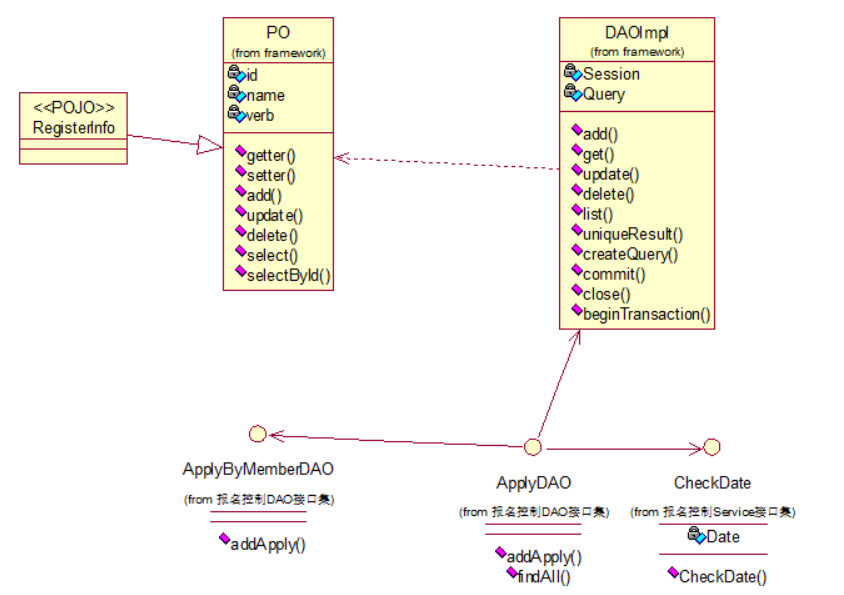 PO
(from framework)
id
name
verb
getter()
setter()
add()
update()
delete()
select()
selectById()
DAOImpl
(from framework)
Session
Query
add()
get()
update()
delete()
list()
uniqueResult()
createQuery()
commit()
close()
beginTransaction()
<<POJO>>
RegisterInfo
ApplyByMemberDAO
(from 报名控制DAO接口集)
addApply()
ApplyDAO
(from 报名控制DAO接口集)
addApply()
findAll()
CheckDate
(from 报名控制Service接口集)
Date
CheckDate()